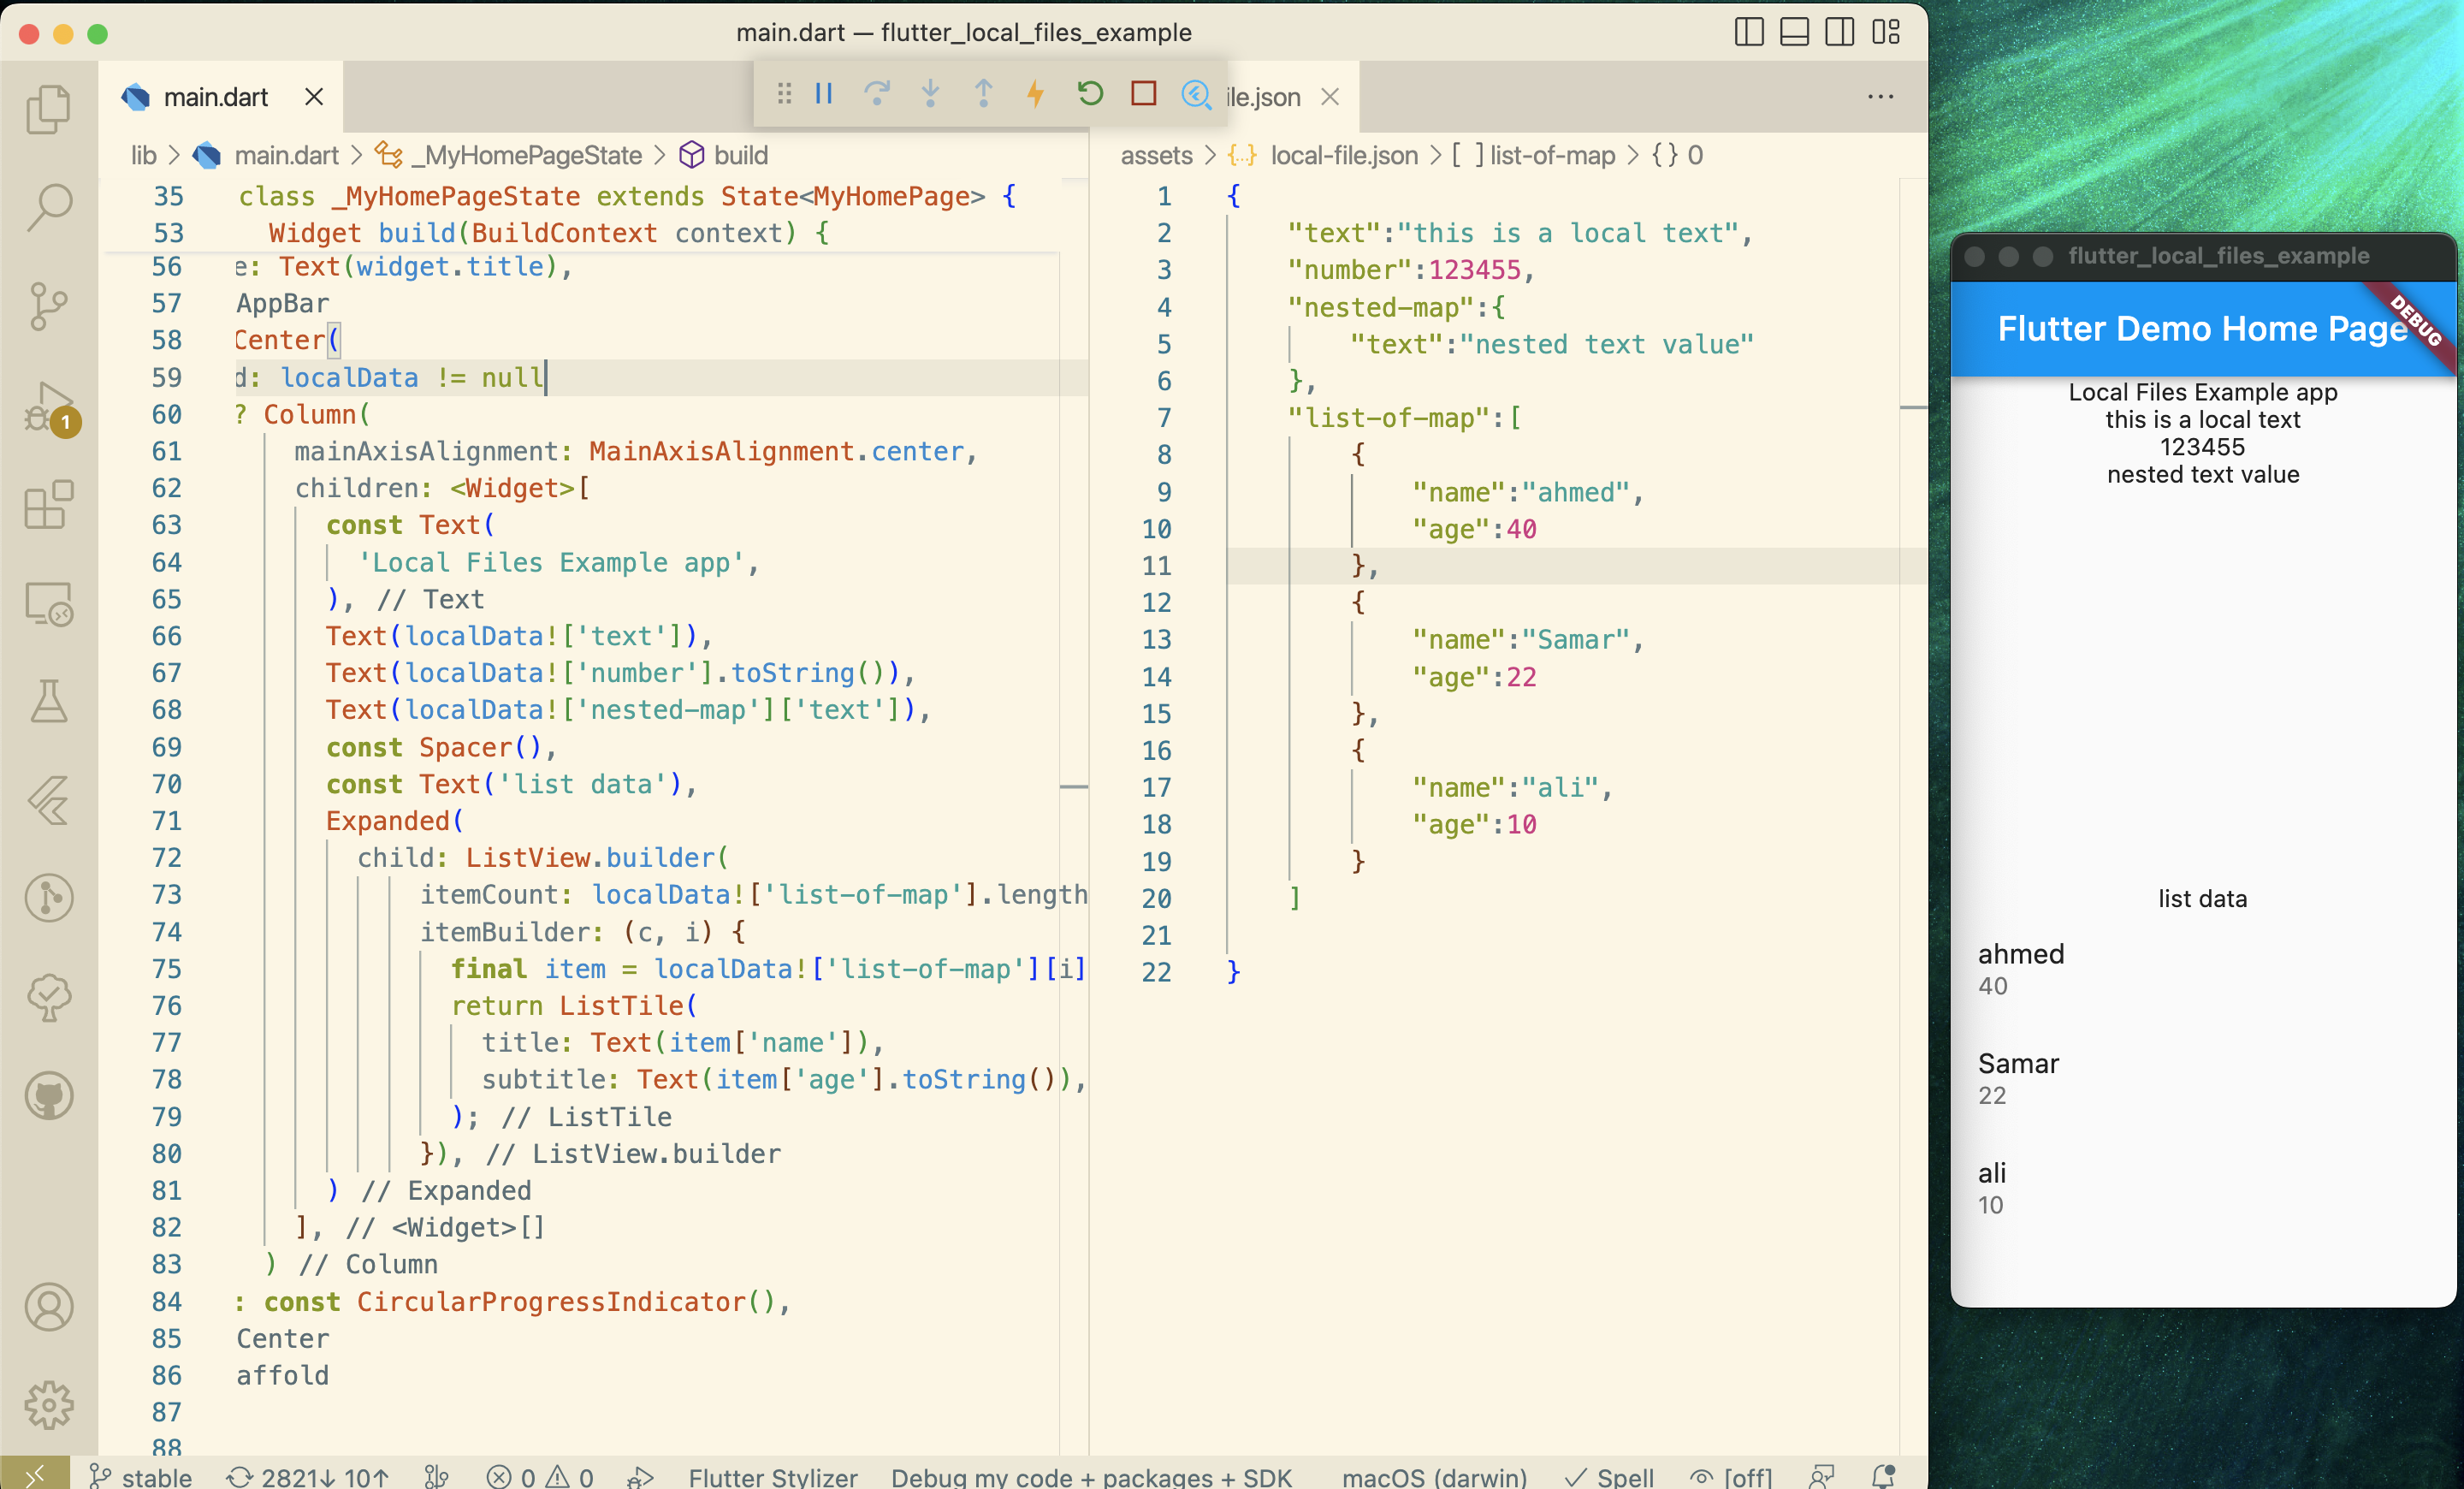 main.dart — flutter_local_files_example
main.dart
ile.json
lib > main.dart > _MyHomePageState > build
35 class _MyHomePageState extends State<MyHomePage> {
53 Widget build(BuildContext context) {
56 e: Text(widget.title),
57 AppBar
58 Center(
59 d: localData != null
60 ? Column(
61 mainAxisAlignment: MainAxisAlignment.center,
62 children: <Widget>[
63 const Text(
64 'Local Files Example app',
65 ), // Text
66 Text(localData!['text']),
67 Text(localData!['number'].toString()),
68 Text(localData!['nested-map']['text']),
69 const Spacer(),
70 const Text('list data'),
71 Expanded(
72 child: ListView.builder(
73 itemCount: localData!['list-of-map'].length
74 itemBuilder: (c, i) {
75 final item = localData!['list-of-map'][i]
76 return ListTile(
77 title: Text(item['name']),
78 subtitle: Text(item['age'].toString()),
79 ); // ListTile
80 }), // ListView.builder
81 ) // Expanded
82 ], // <Widget>[]
83 ) // Column
84 : const CircularProgressIndicator(),
85 Center
86 affold
87
88
assets > {..} local-file.json > [ ] list-of-map > {} 0
1 {
2 "text":"this is a local text",
3 "number":123455,
4 "nested-map":{
5 "text":"nested text value"
6 },
7 "list-of-map":[
8 {
9 "name":"ahmed",
10 "age":40
11 },
12 {
13 "name":"Samar",
14 "age":22
15 },
16 {
17 "name":"ali",
18 "age":10
19 }
20 ]
21
22 }
1
stable 2821↓ 10↑ 0 0 Flutter Stylizer Debug my code + packages + SDK macOS (darwin) Spell [off]
flutter_local_files_example
Flutter Demo Home Page
DEBUG
Local Files Example app
this is a local text
123455
nested text value
list data
ahmed
40
Samar
22
ali
10